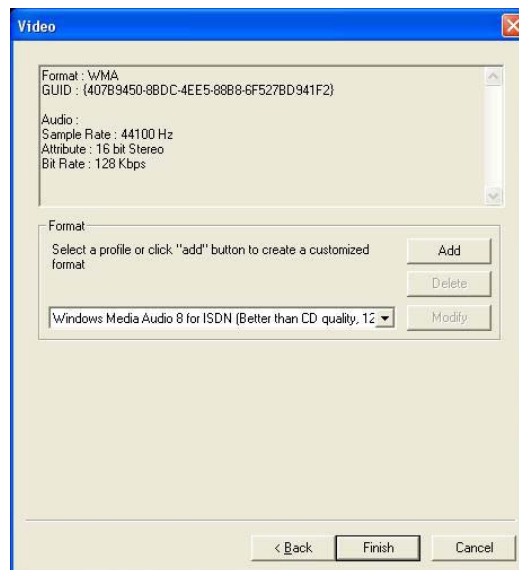 Video
Format : WMA
GUID : {407B9450-8BDC-4EE5-88B8-6F527BD941F2}
Audio :
Sample Rate : 44100 Hz
Attribute : 16 bit Stereo
Bit Rate : 128 Kbps
Format
Select a profile or click "add" button to create a customized
format
Add
Delete
Windows Media Audio 8 for ISDN (Better than CD quality, 12
Modify
< Back
Finish
Cancel